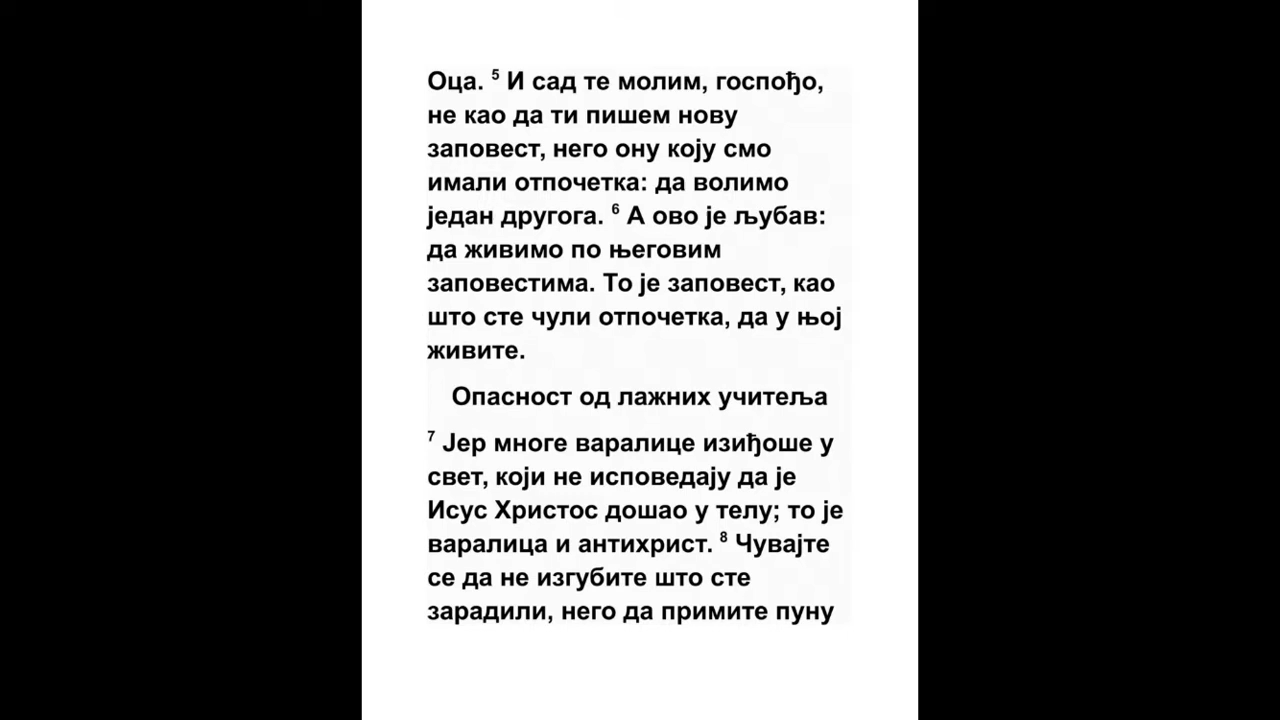 Оца. ⁵ И сад те молим, госпођо,
не као да ти пишем нову
заповест, него ону коју смо
имали отпочетка: да волимо
један другога. ⁶ А ово је љубав:
да живимо по његовим
заповестима. То је заповест, као
што сте чули отпочетка, да у њој
живите.
Опасност од лажних учитеља
⁷ Јер многе варалице изиђоше у
свет, који не исповедају да је
Исус Христос дошао у телу; то је
варалица и антихрист. ⁸ Чувајте
се да не изгубите што сте
зарадили, него да примите пуну